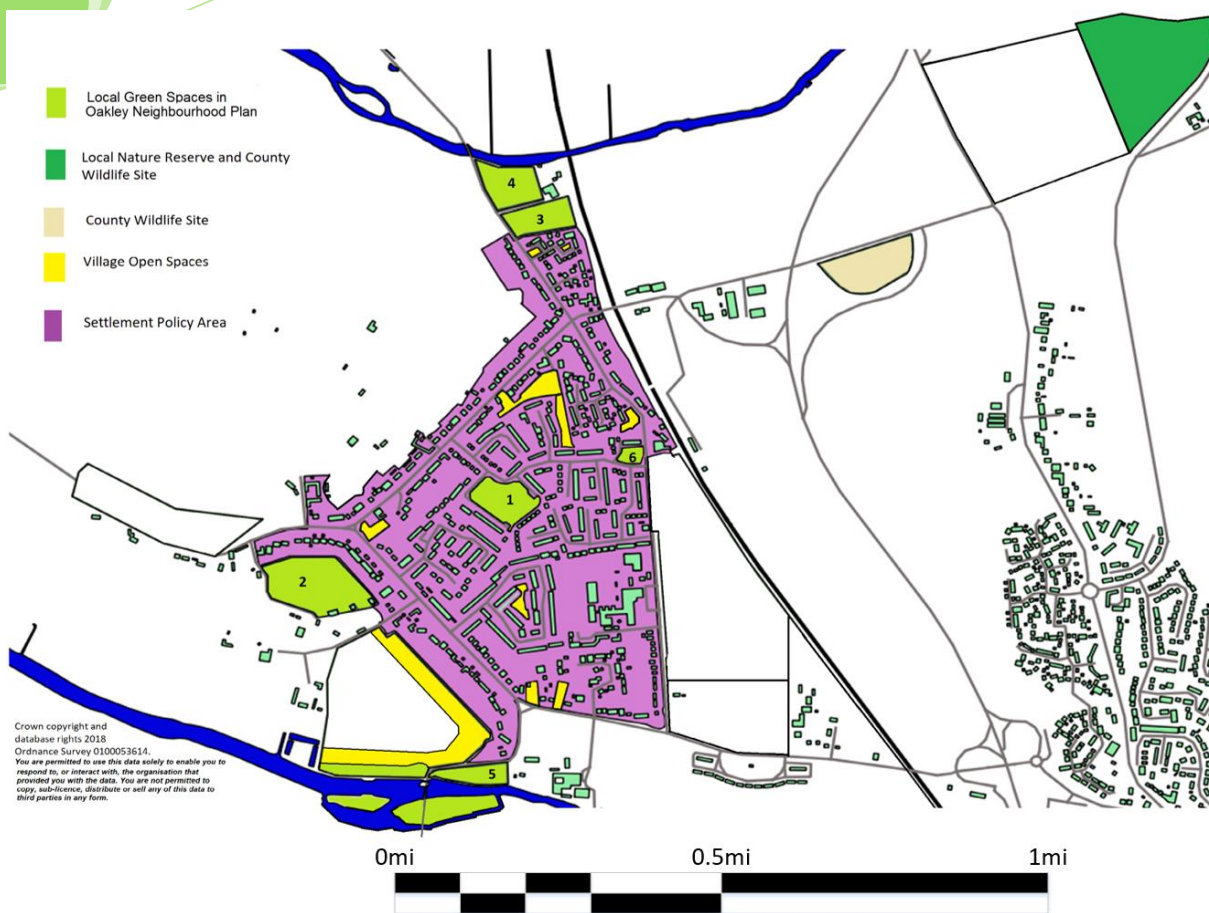 Local Green Spaces in
Oakley Neighbourhood Plan
Local Nature Reserve and County
Wildlife Site
County Wildlife Site
Village Open Spaces
Settlement Policy Area
4
3
6
1
2
5
Crown copyright and
database rights 2018
Ordnance Survey 0100053614.
You are permitted to use this data solely to enable you to
respond to, or interact with, the organisation that
provided you with the data. You are not permitted to
copy, sub-licence, distribute or sell any of this data to
third parties in any form.
0mi 0.5mi 1mi